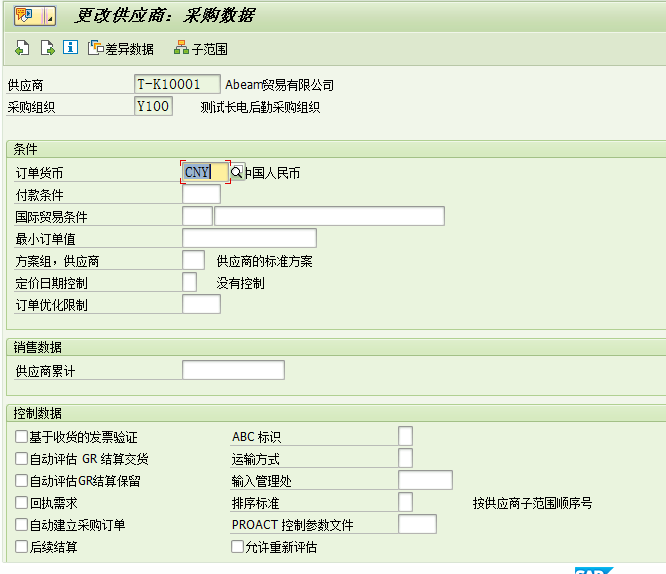 更改供应商：采购数据
差异数据 子范围
供应商 T-K10001 Abeam贸易有限公司
采购组织 Y100 测试长电后勤采购组织
条件
订单货币 CNY 中国人民币
付款条件
国际贸易条件
最小订单值
方案组，供应商 供应商的标准方案
定价日期控制 没有控制
订单优化限制
销售数据
供应商累计
控制数据
基于收货的发票验证 ABC 标识
自动评估 GR 结算交货 运输方式
自动评估GR结算保留 输入管理处
回执需求 排序标准 按供应商子范围顺序号
自动建立采购订单 PROACT 控制参数文件
后续结算 允许重新评估
SAP